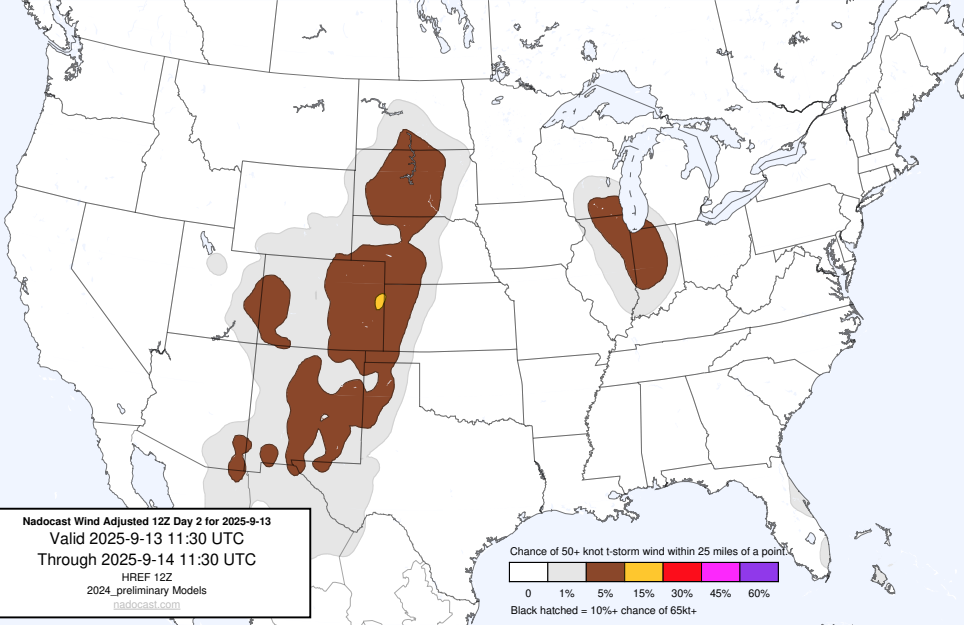 Nadocast Wind Adjusted 12Z Day 2 for 2025-9-13
Valid 2025-9-13 11:30 UTC
Through 2025-9-14 11:30 UTC
HREF 12Z
2024_preliminary Models
nadocast.com
Chance of 50+ knot t-storm wind within 25 miles of a point.
0 1% 5% 15% 30% 45% 60%
Black hatched = 10%+ chance of 65kt+